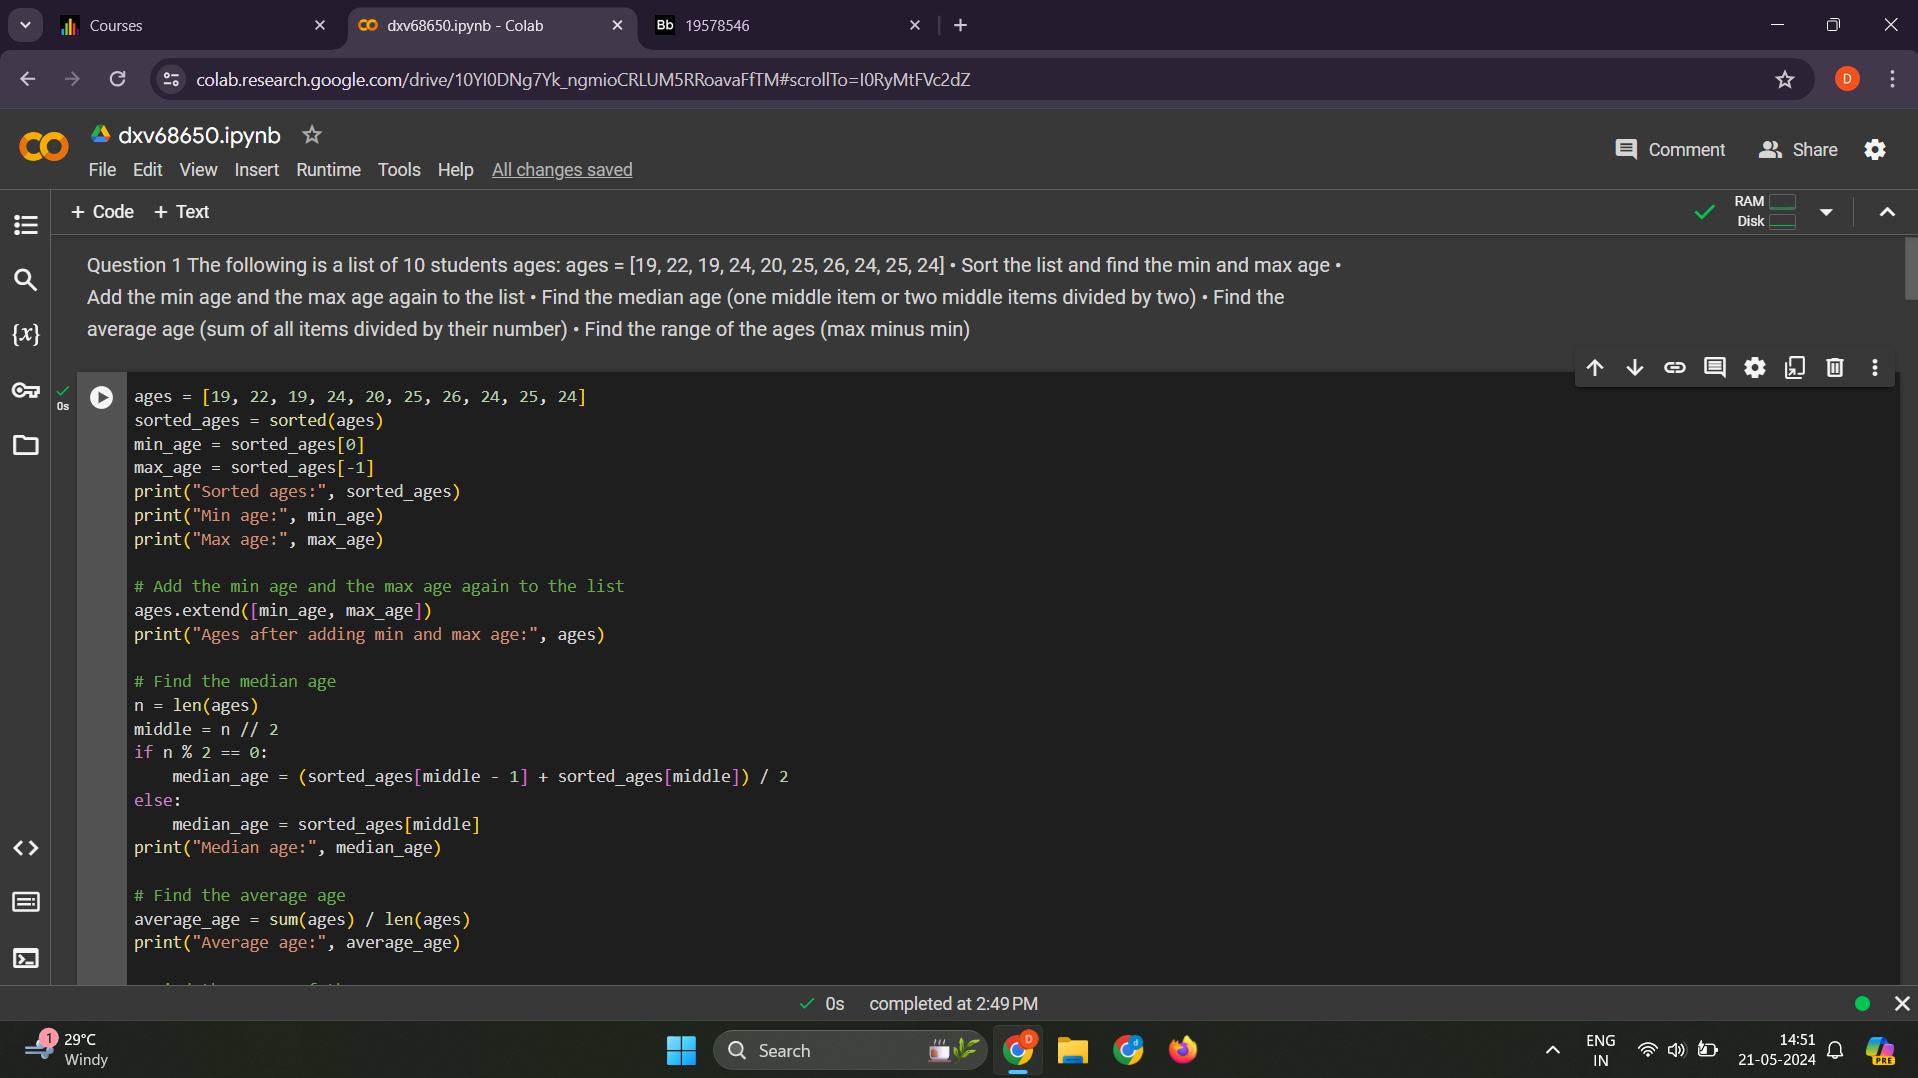 Courses
dxv68650.ipynb - Colab
Bb 19578546
colab.research.google.com/drive/10YI0DNg7Yk_ngmioCRLUM5RRoavaFfTM#scrollTo=I0RyMtFVc2dZ
D
dxv68650.ipynb
Comment
Share
File Edit View Insert Runtime Tools Help All changes saved
+ Code + Text
RAM
Disk
Question 1 The following is a list of 10 students ages: ages = [19, 22, 19, 24, 20, 25, 26, 24, 25, 24] • Sort the list and find the min and max age •
Add the min age and the max age again to the list • Find the median age (one middle item or two middle items divided by two) • Find the
average age (sum of all items divided by their number) • Find the range of the ages (max minus min)
{x}
0s
ages = [19, 22, 19, 24, 20, 25, 26, 24, 25, 24]
sorted_ages = sorted(ages)
min_age = sorted_ages[0]
max_age = sorted_ages[-1]
print("Sorted ages:", sorted_ages)
print("Min age:", min_age)
print("Max age:", max_age)
# Add the min age and the max age again to the list
ages.extend([min_age, max_age])
print("Ages after adding min and max age:", ages)
# Find the median age
n = len(ages)
middle = n // 2
if n % 2 == 0:
    median_age = (sorted_ages[middle - 1] + sorted_ages[middle]) / 2
else:
    median_age = sorted_ages[middle]
print("Median age:", median_age)
# Find the average age
average_age = sum(ages) / len(ages)
print("Average age:", average_age)
0s completed at 2:49 PM
1
29°C
Windy
Search
D
d
ENG
IN
14:51
21-05-2024
PRE